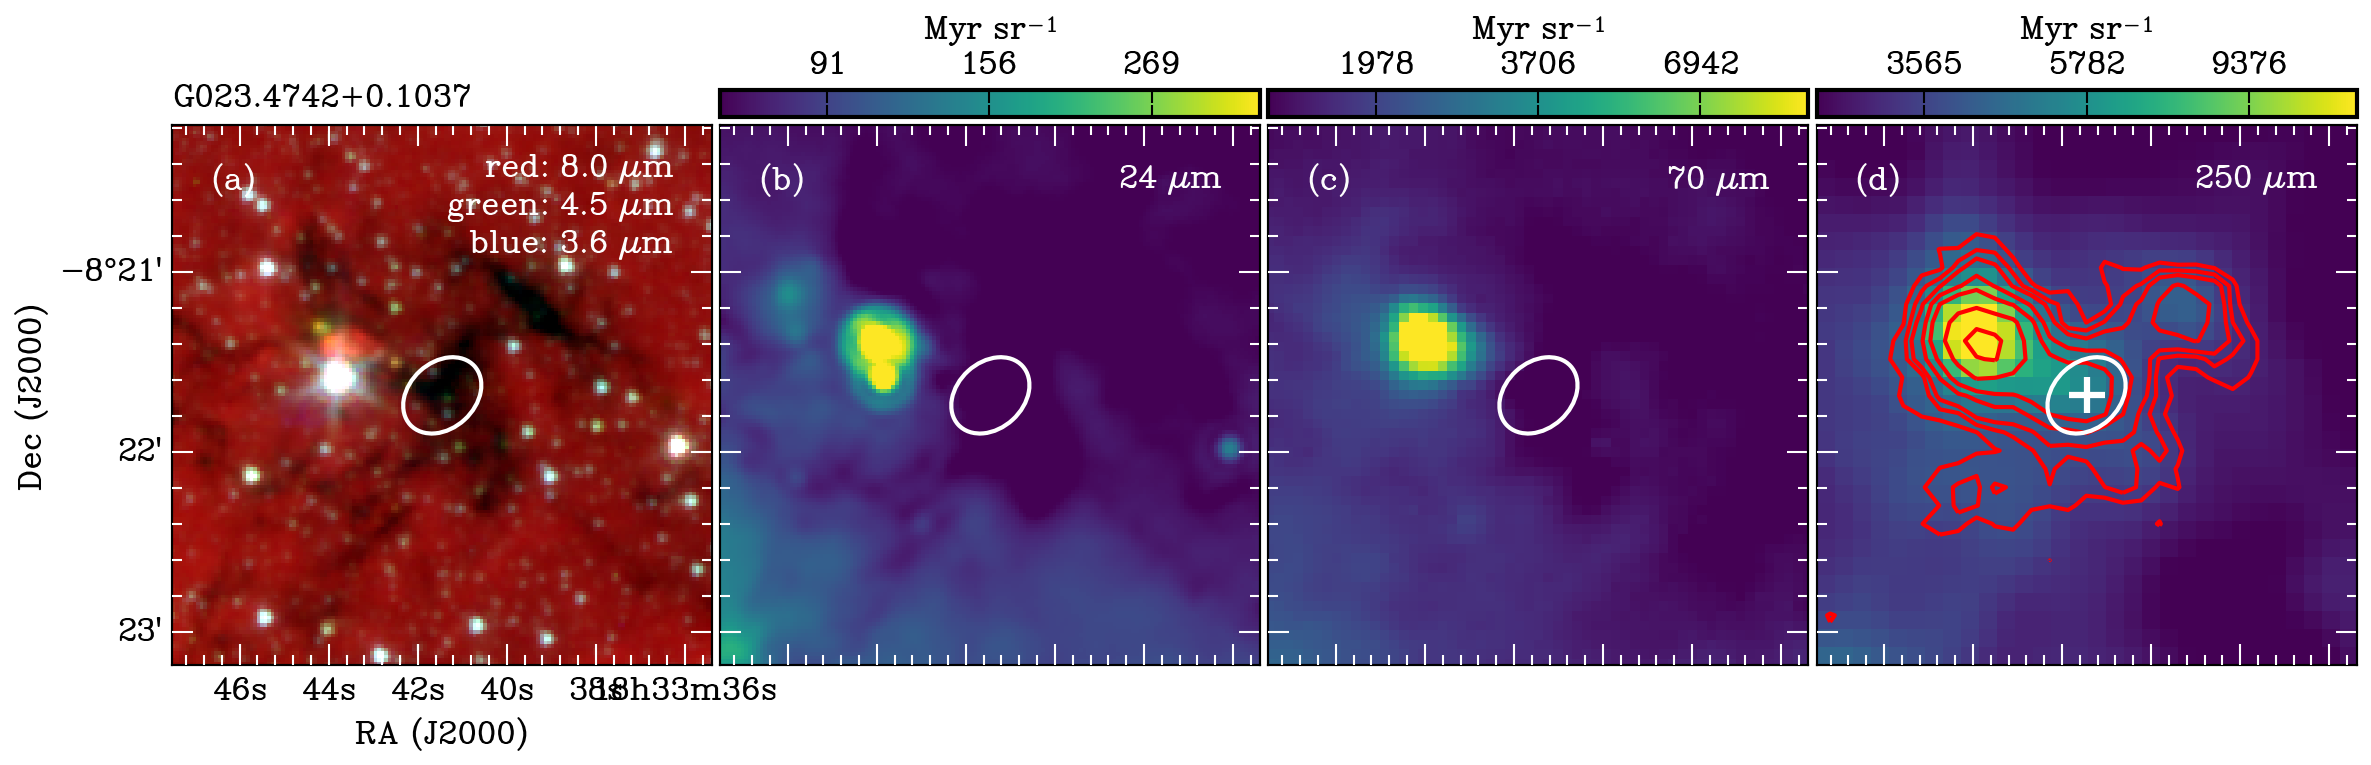 Myr sr⁻¹
Myr sr⁻¹
Myr sr⁻¹
91 156 269
1978 3706 6942
3565 5782 9376
G023.4742+0.1037
(a)
red: 8.0 μm
green: 4.5 μm
blue: 3.6 μm
(b)
24 μm
(c)
70 μm
(d)
250 μm
−8°21'
22'
23'
Dec (J2000)
46s 44s 42s 40s 38s 18h33m36s
RA (J2000)